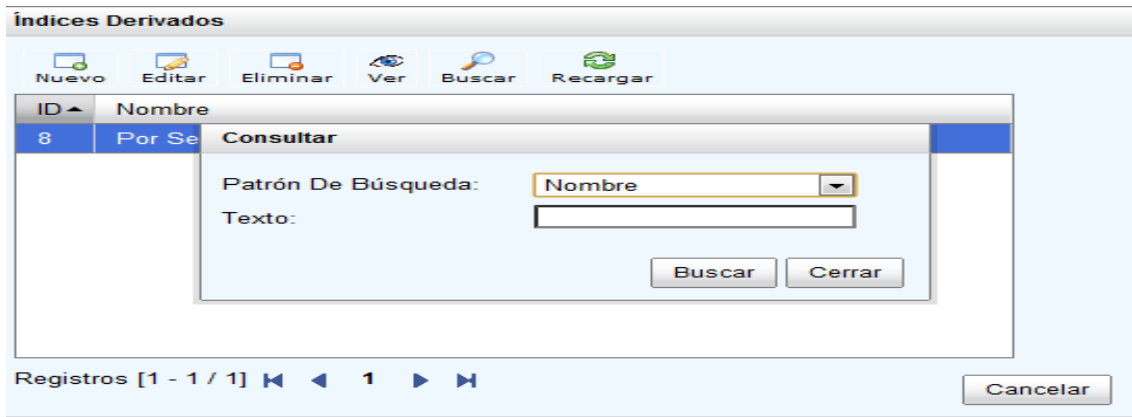 Índices Derivados
Nuevo Editar Eliminar Ver Buscar Recargar
ID Nombre
8 Por Se
Consultar
Patrón De Búsqueda: Nombre
Texto:
Buscar Cerrar
Registros [1 - 1 / 1] 1
Cancelar